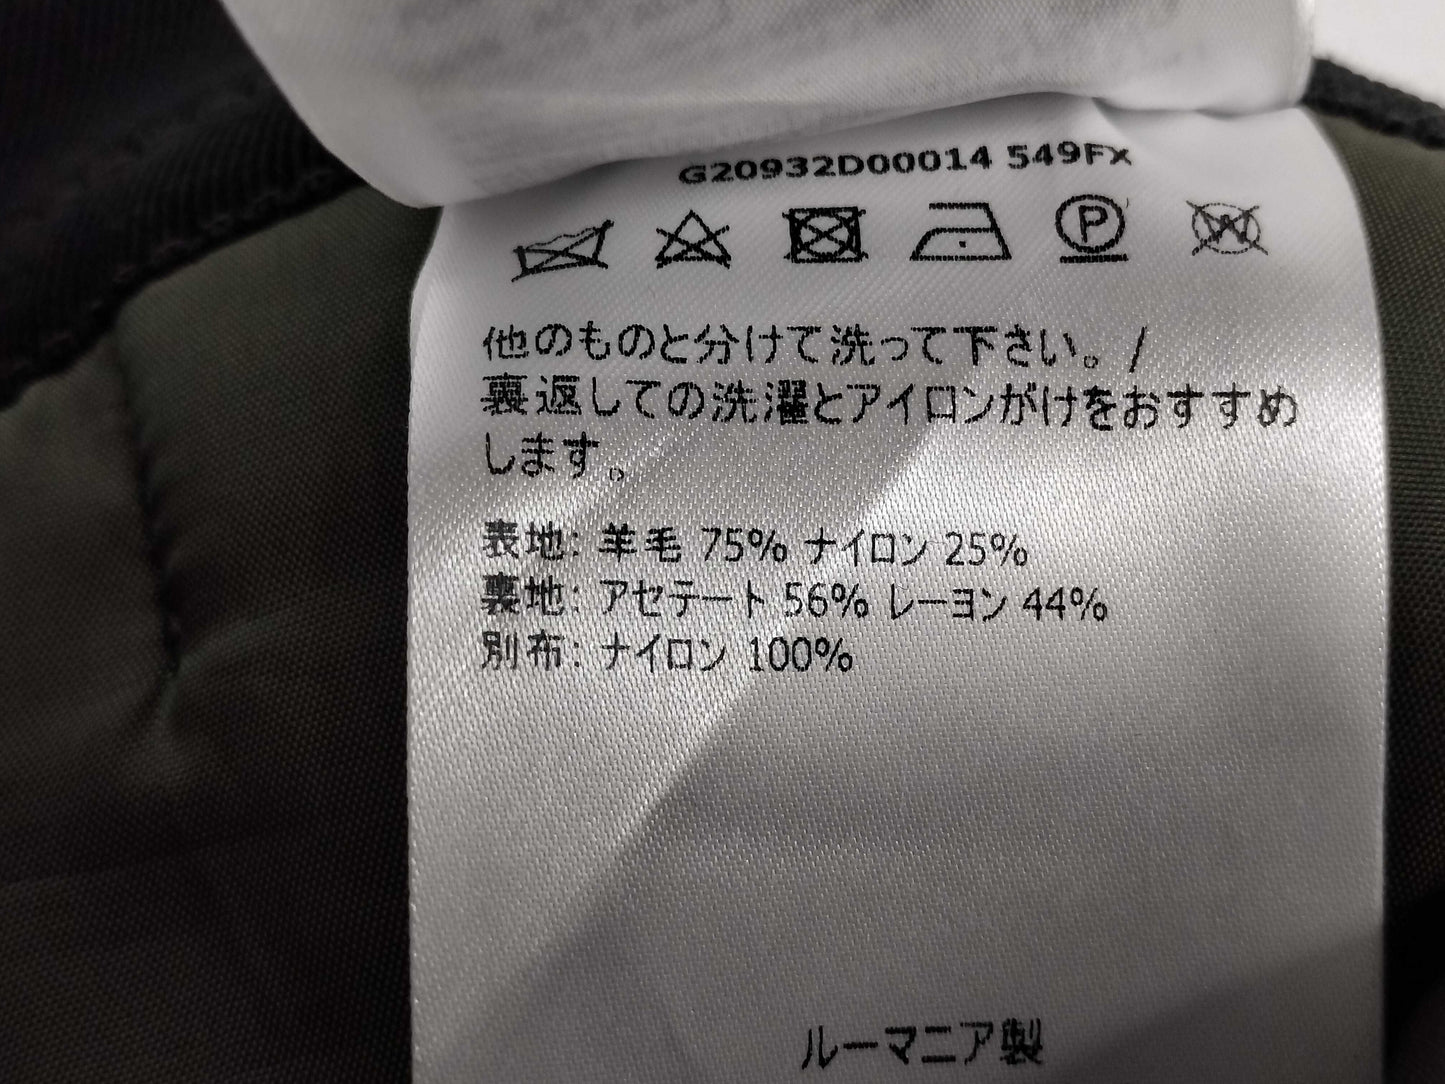 G20932D00014 549FX
P
W
他のものと分けて洗って下さい。/
裏返しての洗濯とアイロンがけをおすすめ
します。
表地: 羊毛 75% ナイロン 25%
裏地: アセテート 56% レーヨン 44%
別布: ナイロン 100%
ルーマニア製